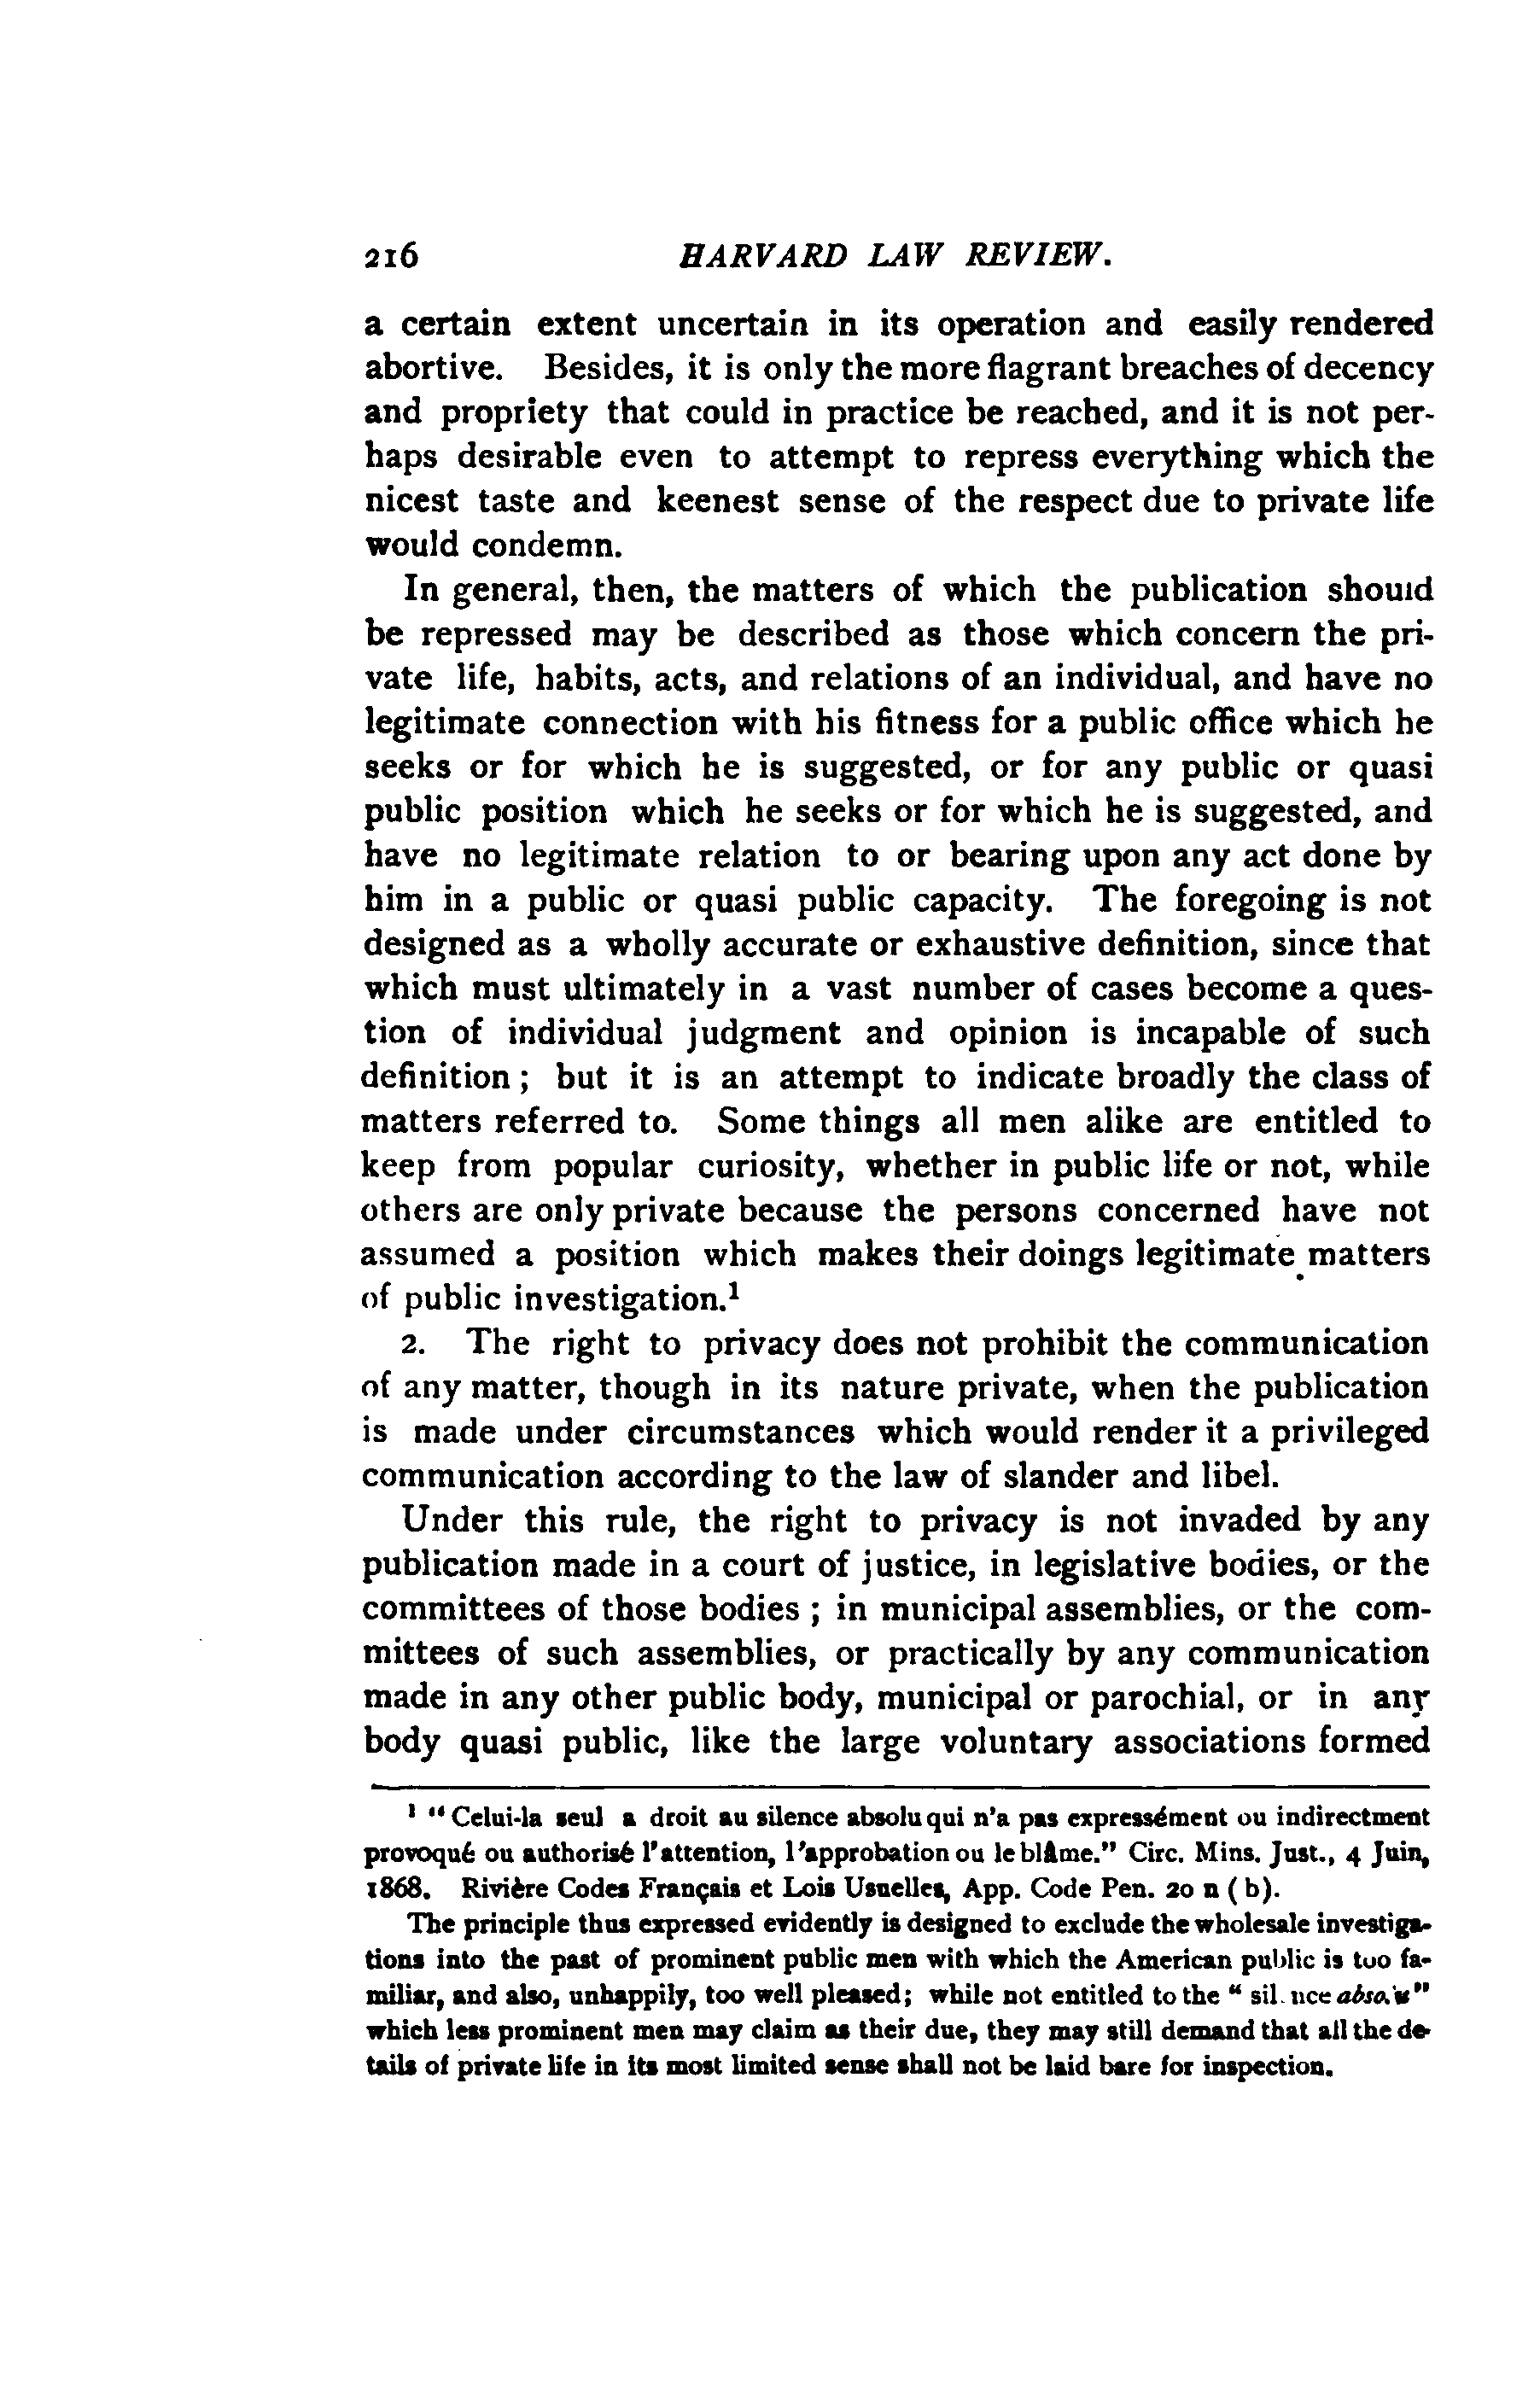 216 HARVARD LAW REVIEW.
a certain extent uncertain in its operation and easily rendered
abortive. Besides, it is only the more flagrant breaches of decency
and propriety that could in practice be reached, and it is not per-
haps desirable even to attempt to repress everything which the
nicest taste and keenest sense of the respect due to private life
would condemn.
In general, then, the matters of which the publication should
be repressed may be described as those which concern the pri-
vate life, habits, acts, and relations of an individual, and have no
legitimate connection with his fitness for a public office which he
seeks or for which he is suggested, or for any public or quasi
public position which he seeks or for which he is suggested, and
have no legitimate relation to or bearing upon any act done by
him in a public or quasi public capacity. The foregoing is not
designed as a wholly accurate or exhaustive definition, since that
which must ultimately in a vast number of cases become a ques-
tion of individual judgment and opinion is incapable of such
definition ; but it is an attempt to indicate broadly the class of
matters referred to. Some things all men alike are entitled to
keep from popular curiosity, whether in public life or not, while
others are only private because the persons concerned have not
assumed a position which makes their doings legitimate matters
of public investigation.¹
2. The right to privacy does not prohibit the communication
of any matter, though in its nature private, when the publication
is made under circumstances which would render it a privileged
communication according to the law of slander and libel.
Under this rule, the right to privacy is not invaded by any
publication made in a court of justice, in legislative bodies, or the
committees of those bodies ; in municipal assemblies, or the com-
mittees of such assemblies, or practically by any communication
made in any other public body, municipal or parochial, or in any
body quasi public, like the large voluntary associations formed
¹ "Celui-la seul a droit au silence absolu qui n'a pas expressément ou indirectment
provoqué ou authorisé l'attention, l'approbation ou le blâme." Circ. Mins. Just., 4 Juin,
1868. Rivière Codes Français et Lois Usuelles, App. Code Pen. 20 n (b).
The principle thus expressed evidently is designed to exclude the wholesale investiga-
tions into the past of prominent public men with which the American public is too fa-
miliar, and also, unhappily, too well pleased; while not entitled to the " silence absolu"
which less prominent men may claim as their due, they may still demand that all the de-
tails of private life in its most limited sense shall not be laid bare for inspection.